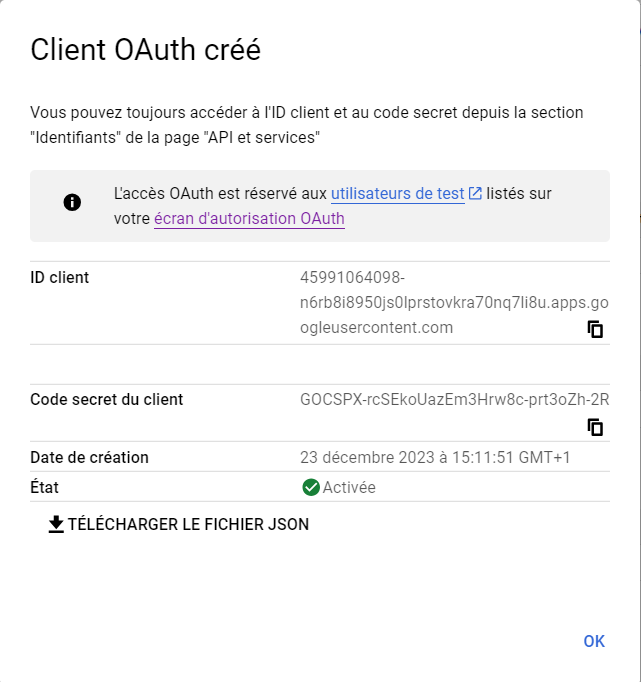 Client OAuth créé
Vous pouvez toujours accéder à l'ID client et au code secret depuis la section
"Identifiants" de la page "API et services"
L'accès OAuth est réservé aux utilisateurs de test listés sur
votre écran d'autorisation OAuth
ID client 45991064098-
n6rb8i8950js0lprstovkra70nq7li8u.apps.go
ogleusercontent.com
Code secret du client 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
Date de création 23 décembre 2023 à 15:11:51 GMT+1
État Activée
TÉLÉCHARGER LE FICHIER JSON
OK